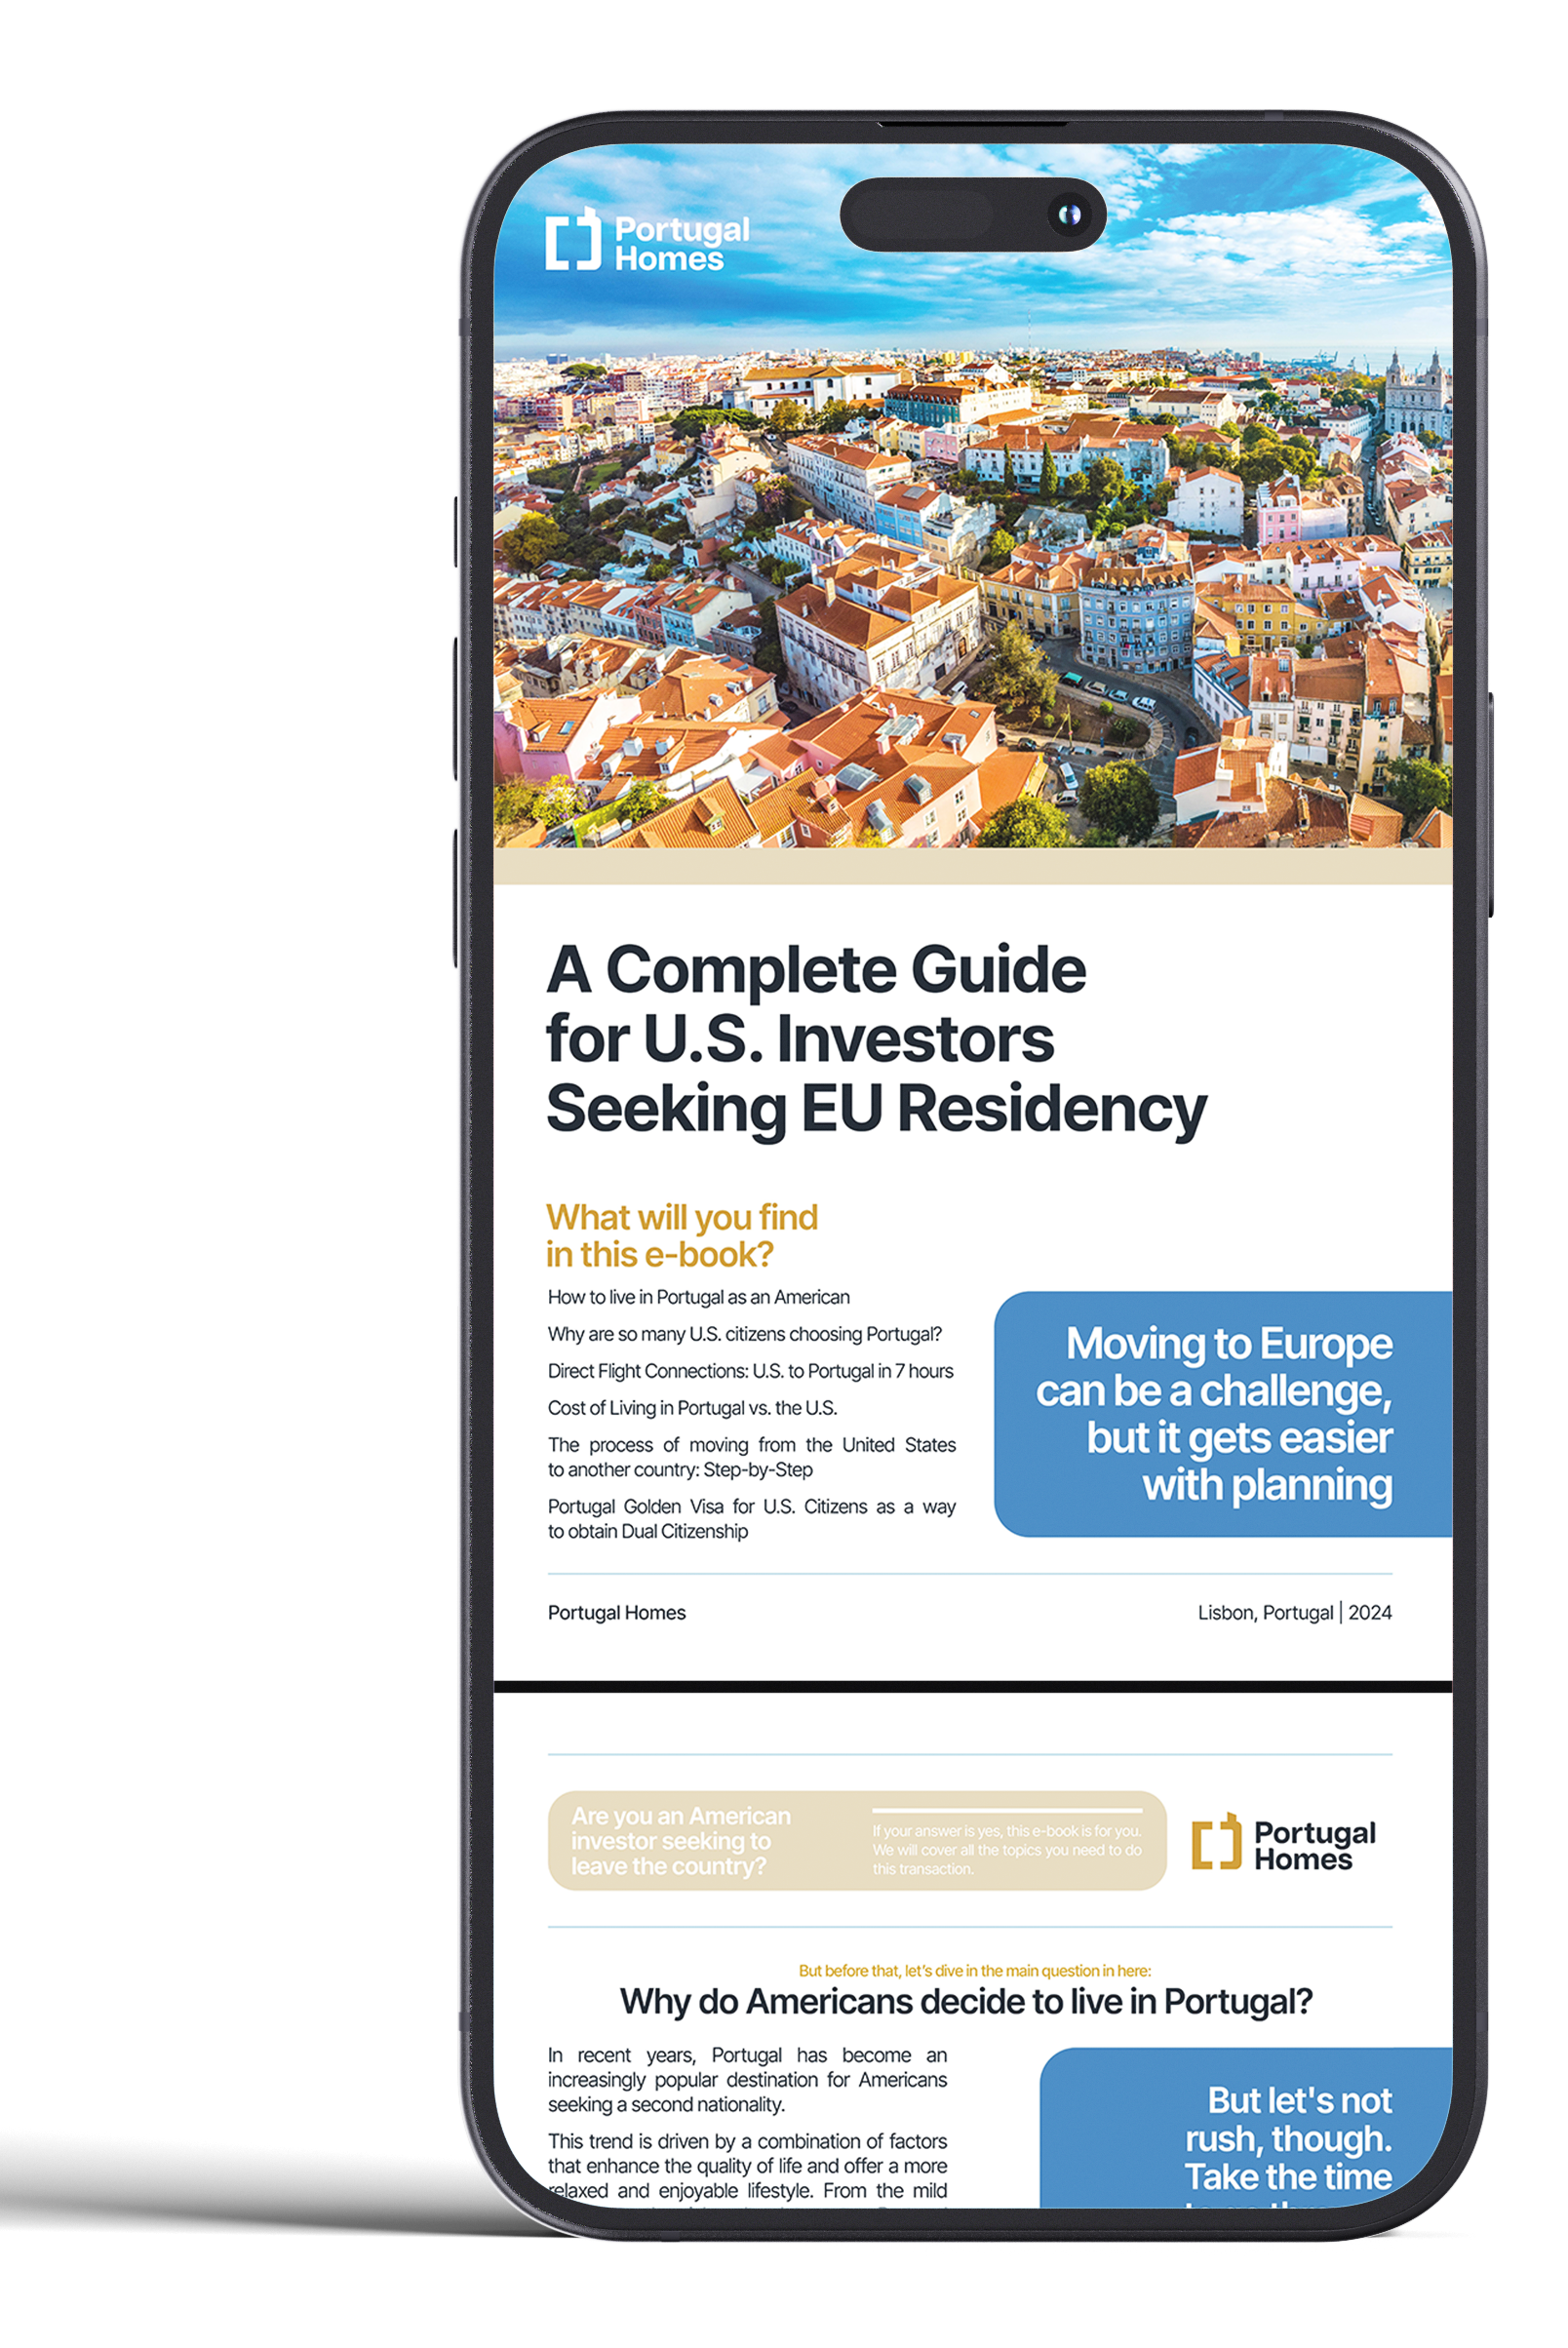 Portugal
Homes
A Complete Guide
for U.S. Investors
Seeking EU Residency
What will you find
in this e-book?
How to live in Portugal as an American
Why are so many U.S. citizens choosing Portugal?
Direct Flight Connections: U.S. to Portugal in 7 hours
Cost of Living in Portugal vs. the U.S.
The process of moving from the United States
to another country: Step-by-Step
Portugal Golden Visa for U.S. Citizens as a way
to obtain Dual Citizenship
Moving to Europe
can be a challenge,
but it gets easier
with planning
Portugal Homes
Lisbon, Portugal | 2024
Are you an American
investor seeking to
leave the country?
If your answer is yes, this e-book is for you.
We will cover all the topics you need to do
this transaction.
Portugal
Homes
But before that, let's dive in the main question in here:
Why do Americans decide to live in Portugal?
In recent years, Portugal has become an
increasingly popular destination for Americans
seeking a second nationality.
This trend is driven by a combination of factors
that enhance the quality of life and offer a more
relaxed and enjoyable lifestyle. From the mild
But let's not
rush, though.
Take the time